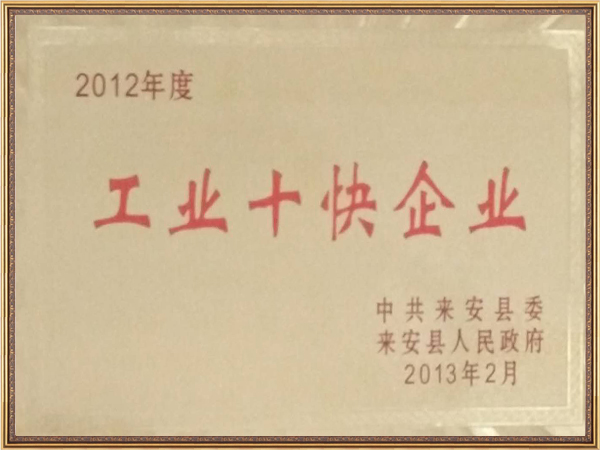 2012年度
工业十快企业
中共来安县委
来安县人民政府
2013年2月